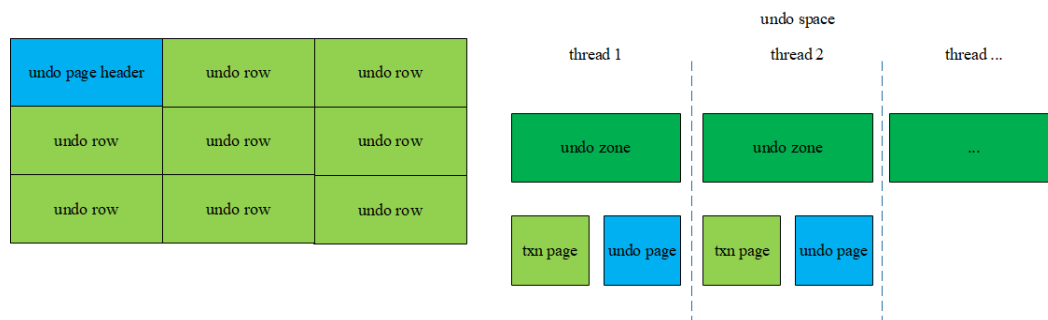 undo page header
undo row
undo row
undo row
undo row
undo row
undo row
undo row
undo row
undo space
thread 1
thread 2
thread ...
undo zone
undo zone
...
txn page
undo page
txn page
undo page